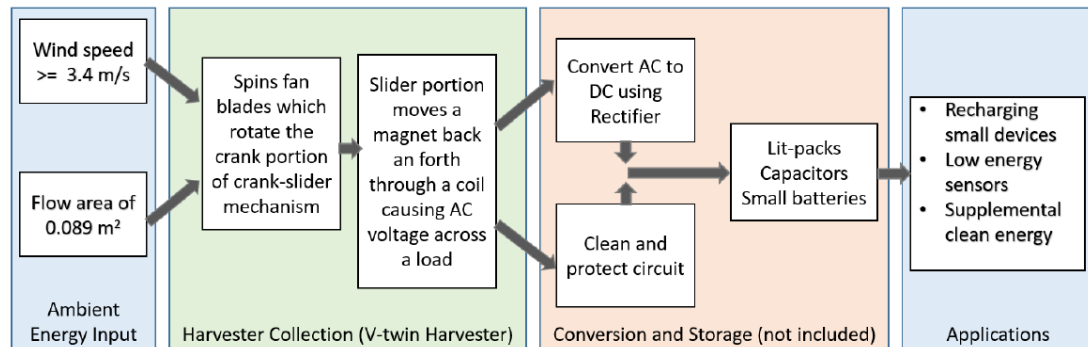 Wind speed
>= 3.4 m/s
Flow area of
0.089 m²
Ambient
Energy Input
Spins fan
blades which
rotate the
crank portion
of crank-slider
mechanism
Slider portion
moves a
magnet back
an forth
through a coil
causing AC
voltage across
a load
Harvester Collection (V-twin Harvester)
Convert AC to
DC using
Rectifier
Clean and
protect circuit
Lit-packs
Capacitors
Small batteries
Conversion and Storage (not included)
• Recharging
small devices
• Low energy
sensors
• Supplemental
clean energy
Applications